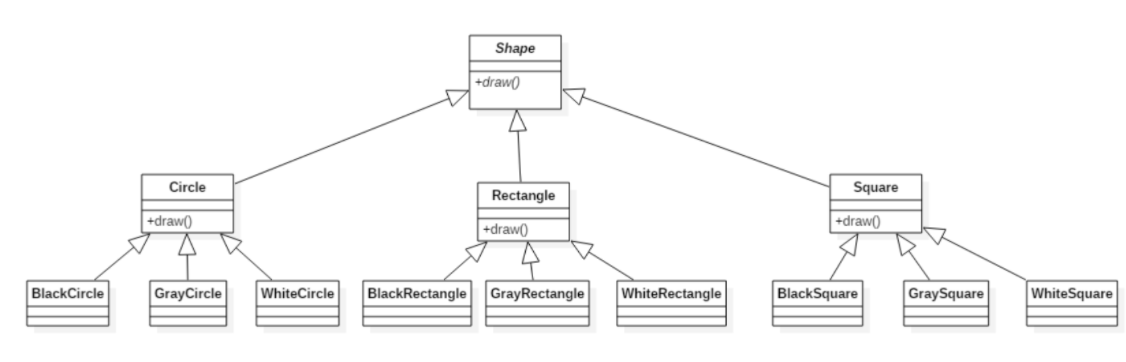 Shape
+draw()
Circle
+draw()
Rectangle
+draw()
Square
+draw()
BlackCircle
GrayCircle
WhiteCircle
BlackRectangle
GrayRectangle
WhiteRectangle
BlackSquare
GraySquare
WhiteSquare